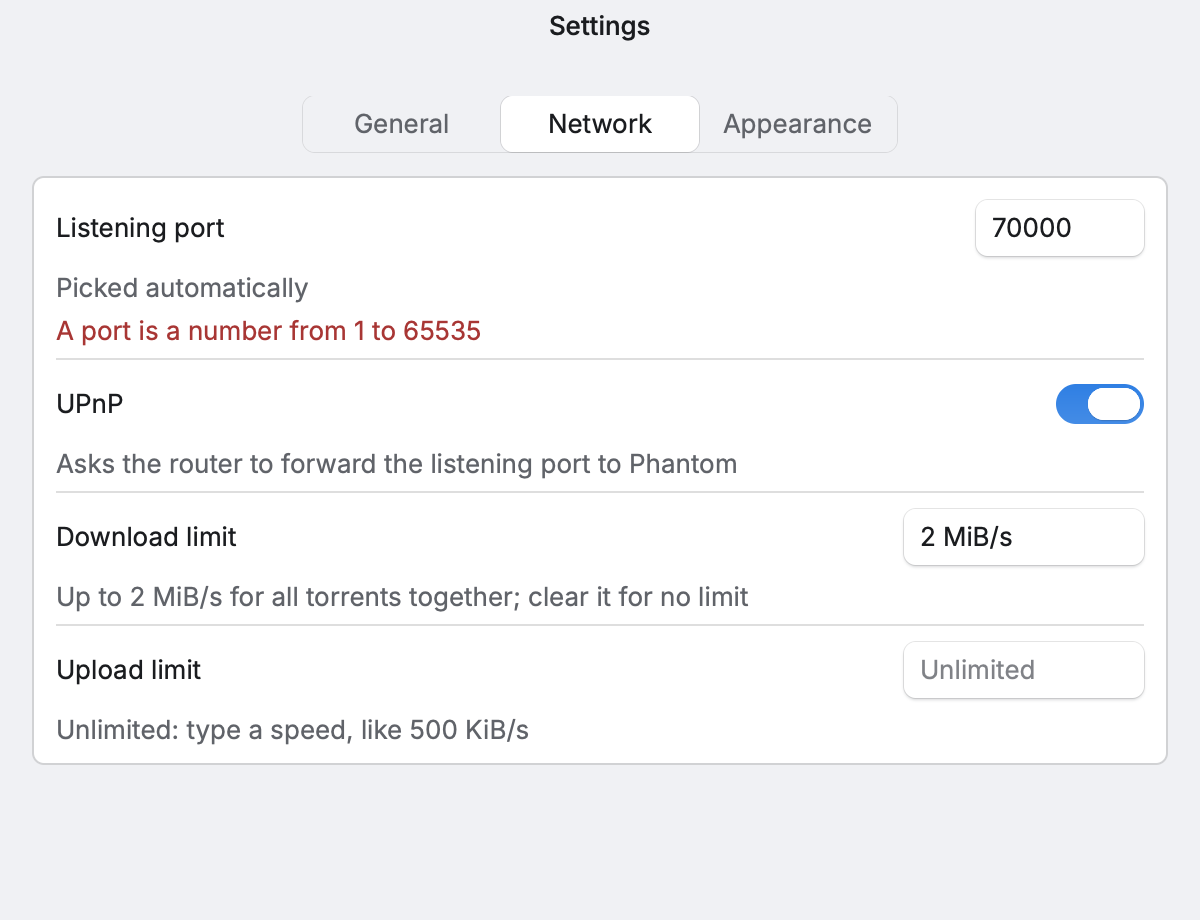 Settings
General Network Appearance
Listening port 70000
Picked automatically
A port is a number from 1 to 65535
UPnP
Asks the router to forward the listening port to Phantom
Download limit 2 MiB/s
Up to 2 MiB/s for all torrents together; clear it for no limit
Upload limit Unlimited
Unlimited: type a speed, like 500 KiB/s